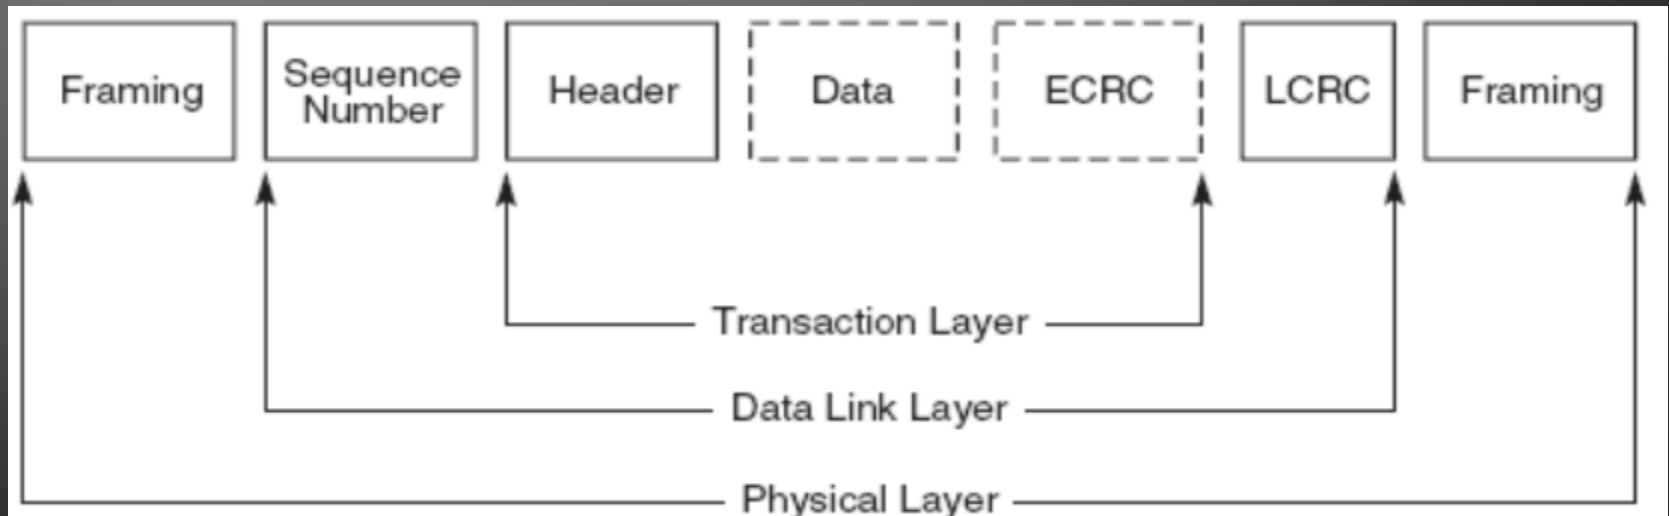 Framing
Sequence
Number
Header
Data
ECRC
LCRC
Framing
Transaction Layer
Data Link Layer
Physical Layer